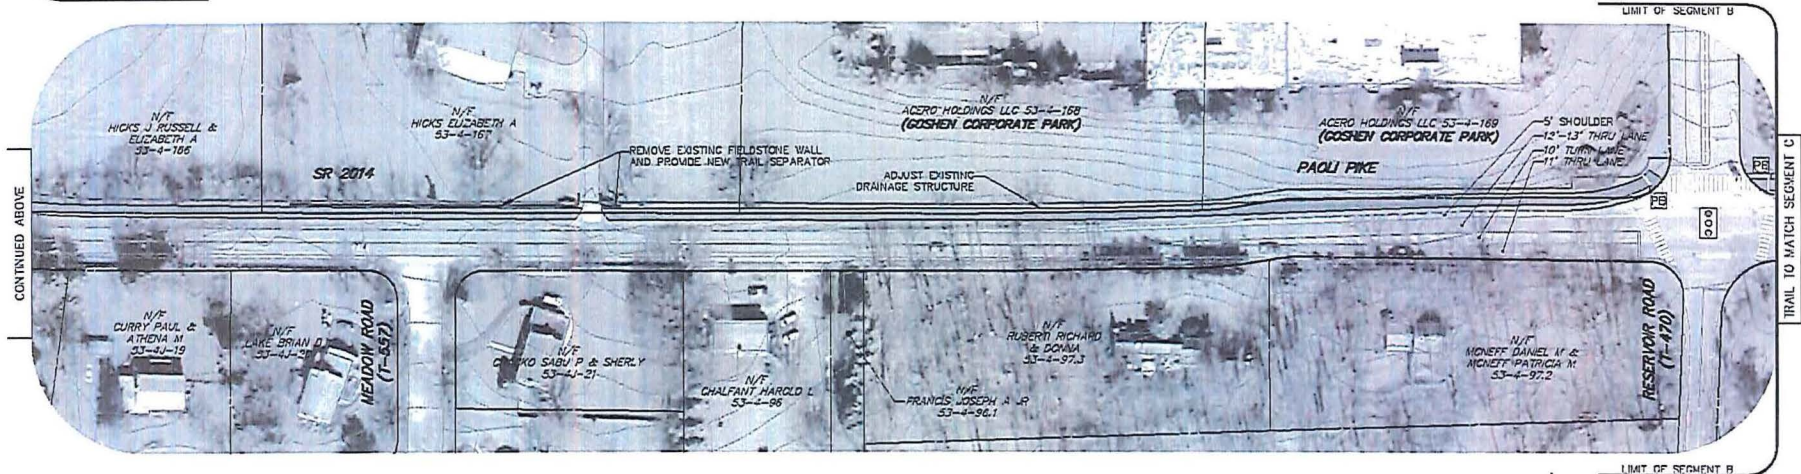 LIMIT OF SEGMENT B
N/F
HICKS J RUSSELL &
ELIZABETH A
53-4-166
N/F
HICKS ELIZABETH A
53-4-167
N/F
ACERO HOLDINGS LLC 53-4-168
(GOSHEN CORPORATE PARK)
N/F
ACERO HOLDINGS LLC 53-4-169
(GOSHEN CORPORATE PARK)
5' SHOULDER
12'-13' THRU LANE
10' TURN LANE
11' THRU LANE
SR 2014
REMOVE EXISTING FIELDSTONE WALL
AND PROVIDE NEW TRAIL SEPARATOR
ADJUST EXISTING
DRAINAGE STRUCTURE
PAOLI PIKE
PB
PB
CONTINUED ABOVE
TRAIL TO MATCH SEGMENT C
N/F
CURRY PAUL &
ATHENA M
53-4J-19
N/F
LAKE BRIAN D
53-4J-20
MEADOW ROAD
(T-557)
N/F
CHACKO SABU P & SHERLY
53-4J-21
N/F
CHALFANT HAROLD L
53-4-96
N/F
FRANCIS JOSEPH A JR
53-4-96.1
N/F
RUBERTI RICHARD
& DONNA
53-4-97.3
N/F
MCNEFF DANIEL M &
MCNEFF PATRICIA M
53-4-97.2
RESERVOIR ROAD
(T-470)
LIMIT OF SEGMENT B